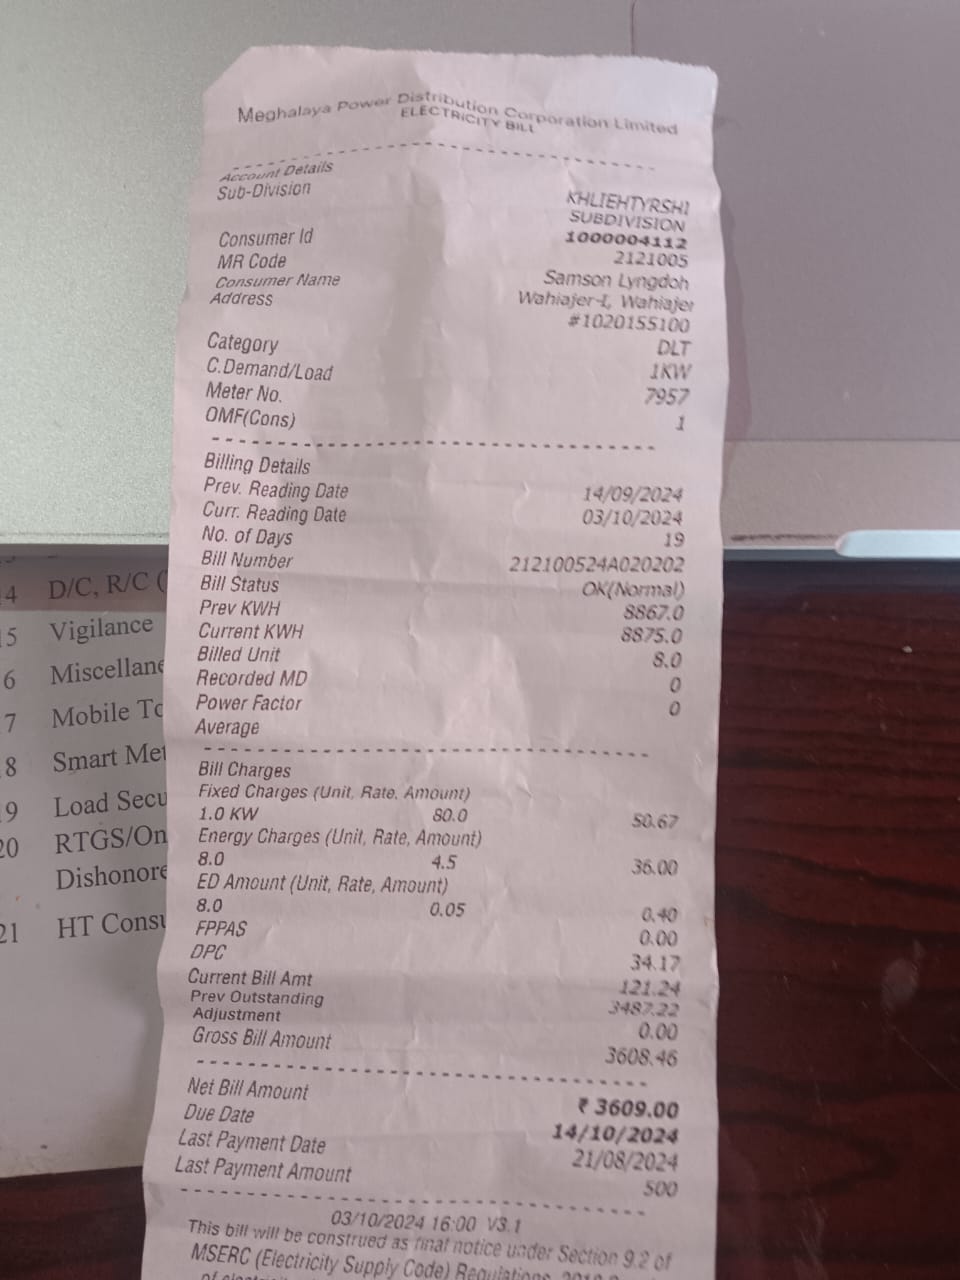 Meghalaya Power Distribution Corporation Limited
ELECTRICITY BILL
Account Details
Sub-Division KHLIEHTYRSHI
SUBDIVISION
Consumer Id 1000004112
MR Code 2121005
Consumer Name Samson Lyngdoh
Address Wahiajer-I, Wahiajer
#1020155100
Category DLT
C.Demand/Load 1KW
Meter No. 7957
OMF(Cons) 1
Billing Details
Prev. Reading Date 14/09/2024
Curr. Reading Date 03/10/2024
No. of Days 19
Bill Number 212100524A020202
Bill Status OK(Normal)
Prev KWH 8867.0
Current KWH 8875.0
Billed Unit 8.0
Recorded MD 0
Power Factor 0
Average
Bill Charges
Fixed Charges (Unit, Rate, Amount)
1.0 KW 80.0 50.67
Energy Charges (Unit, Rate, Amount)
8.0 4.5 36.00
ED Amount (Unit, Rate, Amount)
8.0 0.05 0.40
FPPAS 0.00
DPC 34.17
Current Bill Amt 121.24
Prev Outstanding 3487.22
Adjustment 0.00
Gross Bill Amount 3608.46
Net Bill Amount ₹ 3609.00
Due Date 14/10/2024
Last Payment Date 21/08/2024
Last Payment Amount 500
03/10/2024 16:00 V3.1
This bill will be construed as final notice under Section 9.2 of
MSERC (Electricity Supply Code) Regulations
14 D/C, R/C (
15 Vigilance
6 Miscellane
7 Mobile To
8 Smart Met
9 Load Secu
20 RTGS/On
Dishonore
21 HT Consu